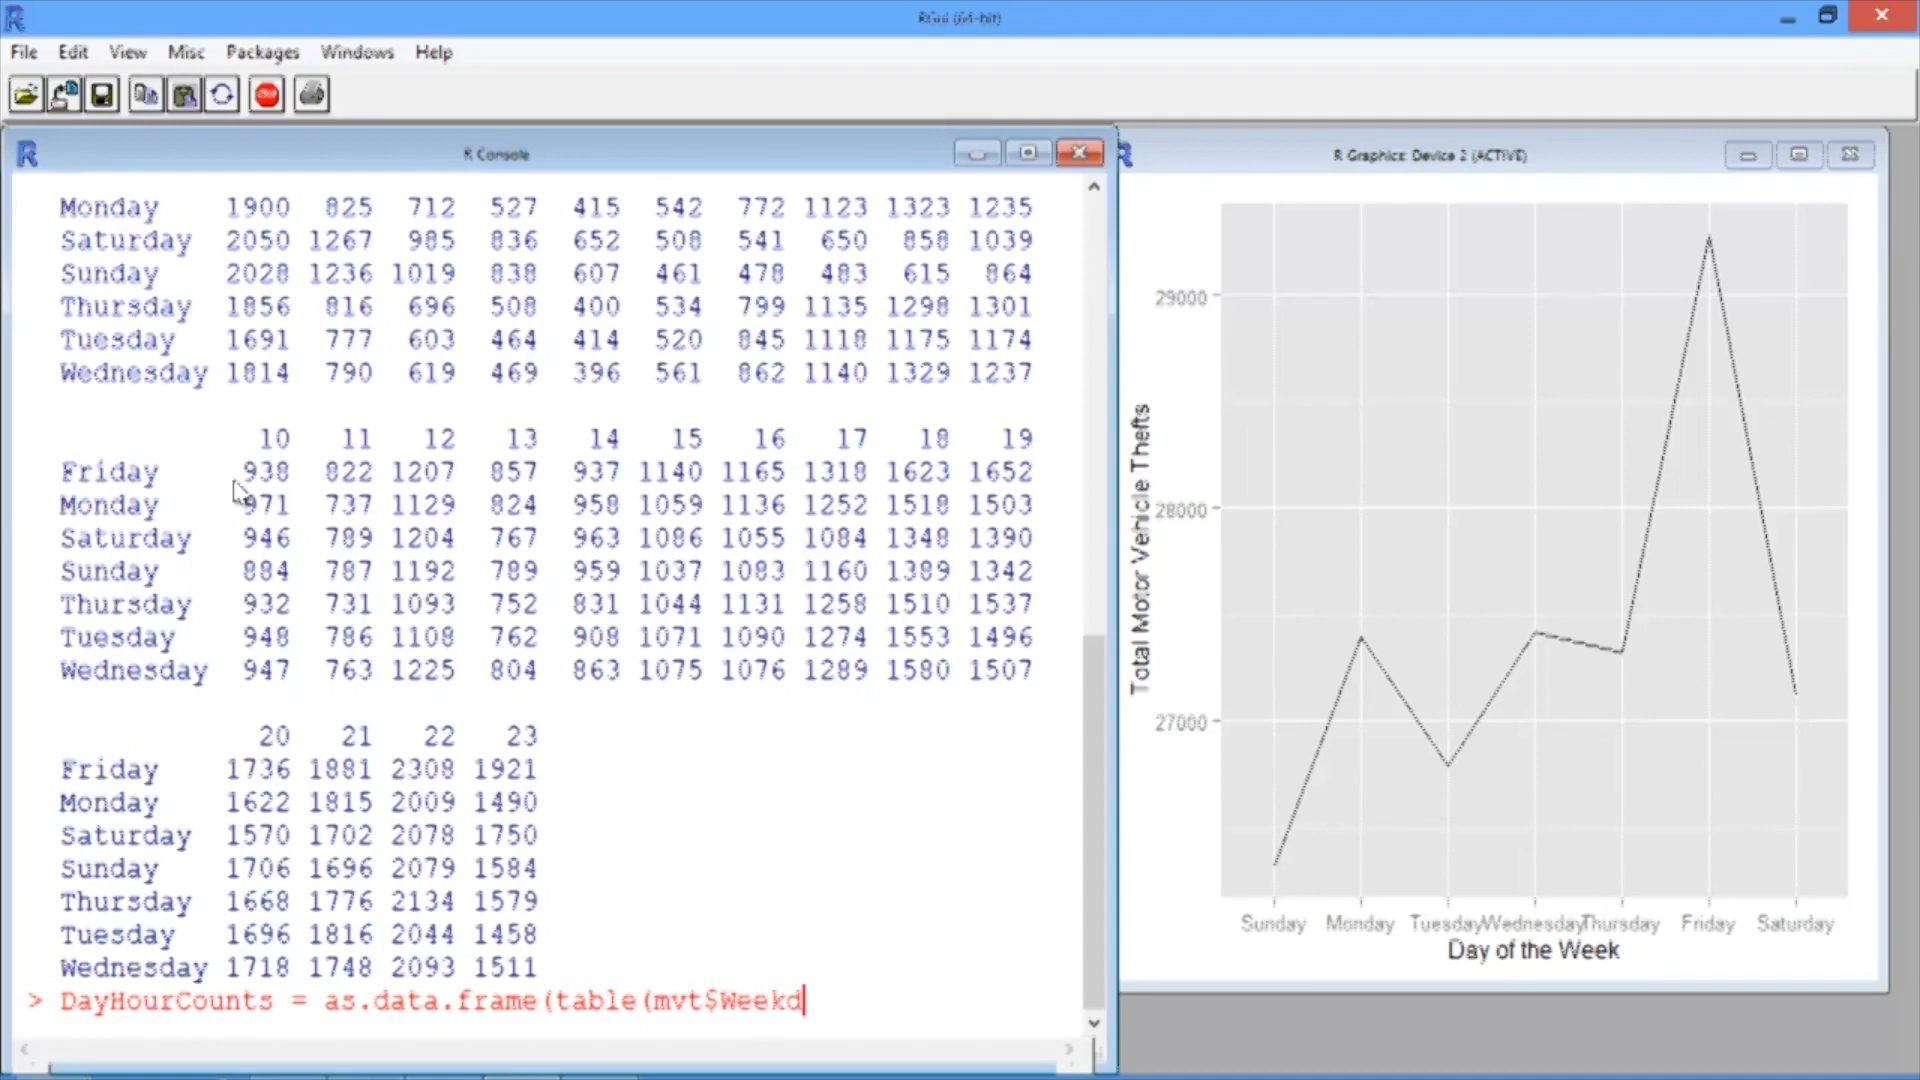 RGui (64-bit)
File Edit View Misc Packages Windows Help
STOP
R Console
Monday 1900 825 712 527 415 542 772 1123 1323 1235
Saturday 2050 1267 985 836 652 508 541 650 858 1039
Sunday 2028 1236 1019 838 607 461 478 483 615 864
Thursday 1856 816 696 508 400 534 799 1135 1298 1301
Tuesday 1691 777 603 464 414 520 845 1118 1175 1174
Wednesday 1814 790 619 469 396 561 862 1140 1329 1237
10 11 12 13 14 15 16 17 18 19
Friday 938 822 1207 857 937 1140 1165 1318 1623 1652
Monday 971 737 1129 824 958 1059 1136 1252 1518 1503
Saturday 946 789 1204 767 963 1086 1055 1084 1348 1390
Sunday 884 787 1192 789 959 1037 1083 1160 1389 1342
Thursday 932 731 1093 752 831 1044 1131 1258 1510 1537
Tuesday 948 786 1108 762 908 1071 1090 1274 1553 1496
Wednesday 947 763 1225 804 863 1075 1076 1289 1580 1507
20 21 22 23
Friday 1736 1881 2308 1921
Monday 1622 1815 2009 1490
Saturday 1570 1702 2078 1750
Sunday 1706 1696 2079 1584
Thursday 1668 1776 2134 1579
Tuesday 1696 1816 2044 1458
Wednesday 1718 1748 2093 1511
> DayHourCounts = as.data.frame(table(mvt$Weekd
R Graphics: Device 2 (ACTIVE)
Total Motor Vehicle Thefts
29000
28000
27000
Sunday Monday Tuesday Wednesday Thursday Friday Saturday
Day of the Week